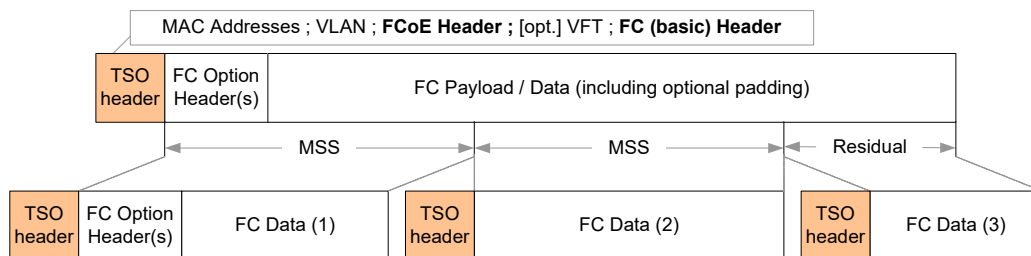 MAC Addresses ; VLAN ; FCoE Header ; [opt.] VFT ; FC (basic) Header
TSO
header
FC Option
Header(s)
FC Payload / Data (including optional padding)
MSS
MSS
Residual
TSO
header
FC Option
Header(s)
FC Data (1)
TSO
header
FC Data (2)
TSO
header
FC Data (3)